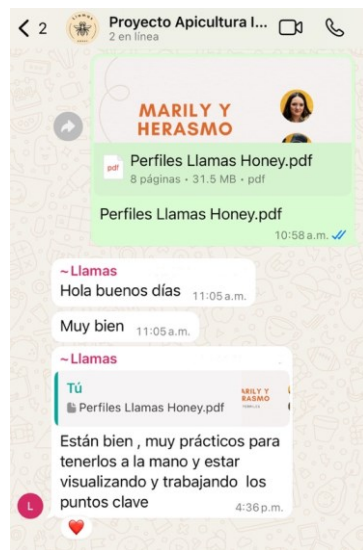 2
Proyecto Apicultura I...
2 en línea
MARILY Y
HERASMO
pdf
Perfiles Llamas Honey.pdf
8 páginas • 31.5 MB • pdf
Perfiles Llamas Honey.pdf
10:58 a.m.
~Llamas
Hola buenos días 11:05 a.m.
Muy bien 11:05 a.m.
~Llamas
Tú
Perfiles Llamas Honey.pdf
MARILY Y
RASMO
Están bien , muy prácticos para
tenerlos a la mano y estar
visualizando y trabajando los
puntos clave
4:36 p.m.
L